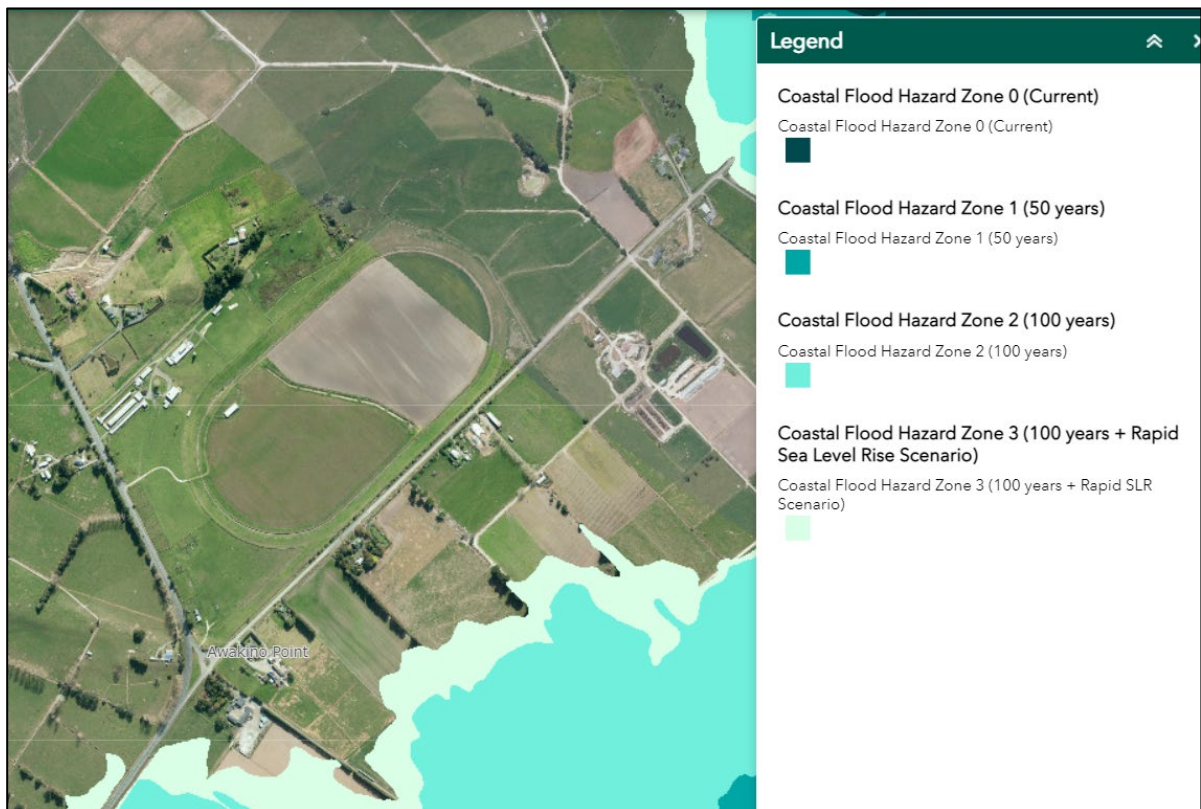 Legend
Coastal Flood Hazard Zone 0 (Current)
Coastal Flood Hazard Zone 0 (Current)
Coastal Flood Hazard Zone 1 (50 years)
Coastal Flood Hazard Zone 1 (50 years)
Coastal Flood Hazard Zone 2 (100 years)
Coastal Flood Hazard Zone 2 (100 years)
Coastal Flood Hazard Zone 3 (100 years + Rapid
Sea Level Rise Scenario)
Coastal Flood Hazard Zone 3 (100 years + Rapid SLR
Scenario)
Awakino Point